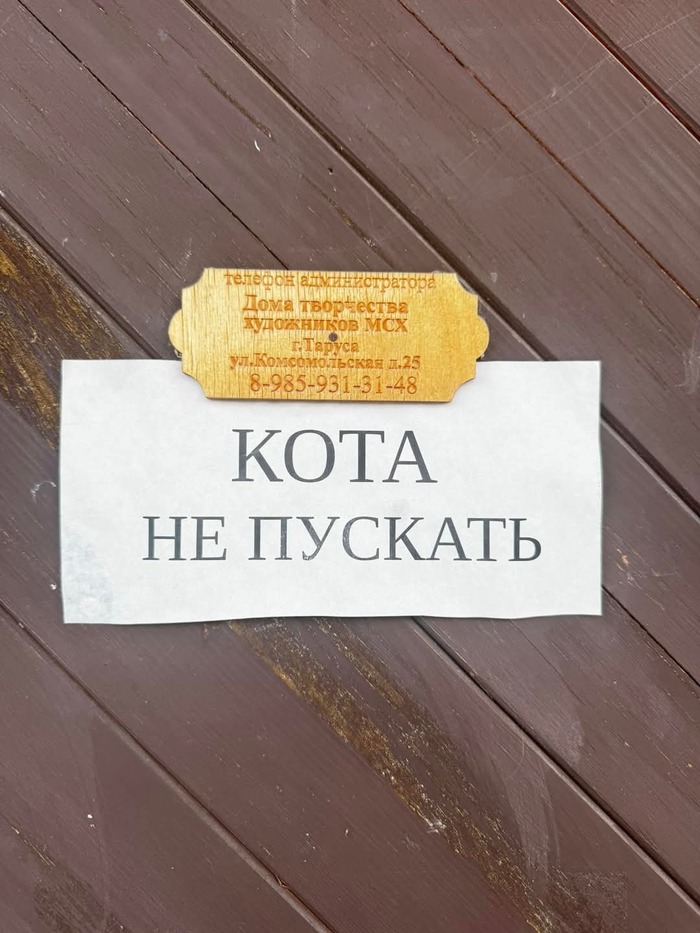 телефон администратора
Дома творчества
художников МСХ
г.Таруса
ул.Комсомольская д.25
8-985-931-31-48
КОТА
НЕ ПУСКАТЬ